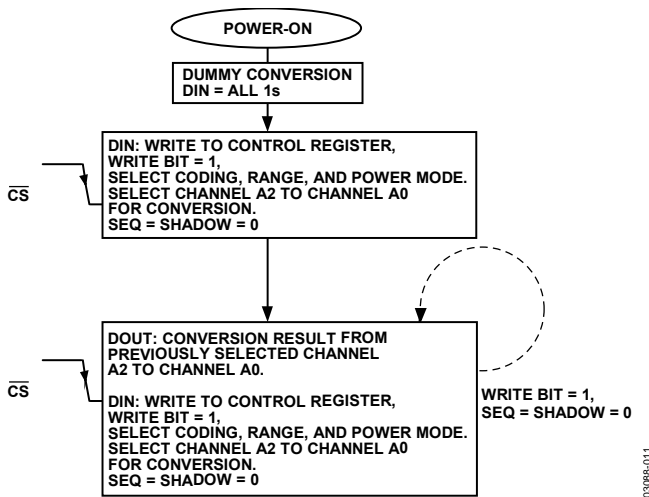 POWER-ON
DUMMY CONVERSION
DIN = ALL 1s
CS
DIN: WRITE TO CONTROL REGISTER,
WRITE BIT = 1,
SELECT CODING, RANGE, AND POWER MODE.
SELECT CHANNEL A2 TO CHANNEL A0
FOR CONVERSION.
SEQ = SHADOW = 0
CS
DOUT: CONVERSION RESULT FROM
PREVIOUSLY SELECTED CHANNEL
A2 TO CHANNEL A0.
DIN: WRITE TO CONTROL REGISTER,
WRITE BIT = 1,
SELECT CODING, RANGE, AND POWER MODE.
SELECT CHANNEL A2 TO CHANNEL A0
FOR CONVERSION.
SEQ = SHADOW = 0
WRITE BIT = 1,
SEQ = SHADOW = 0
03088-011